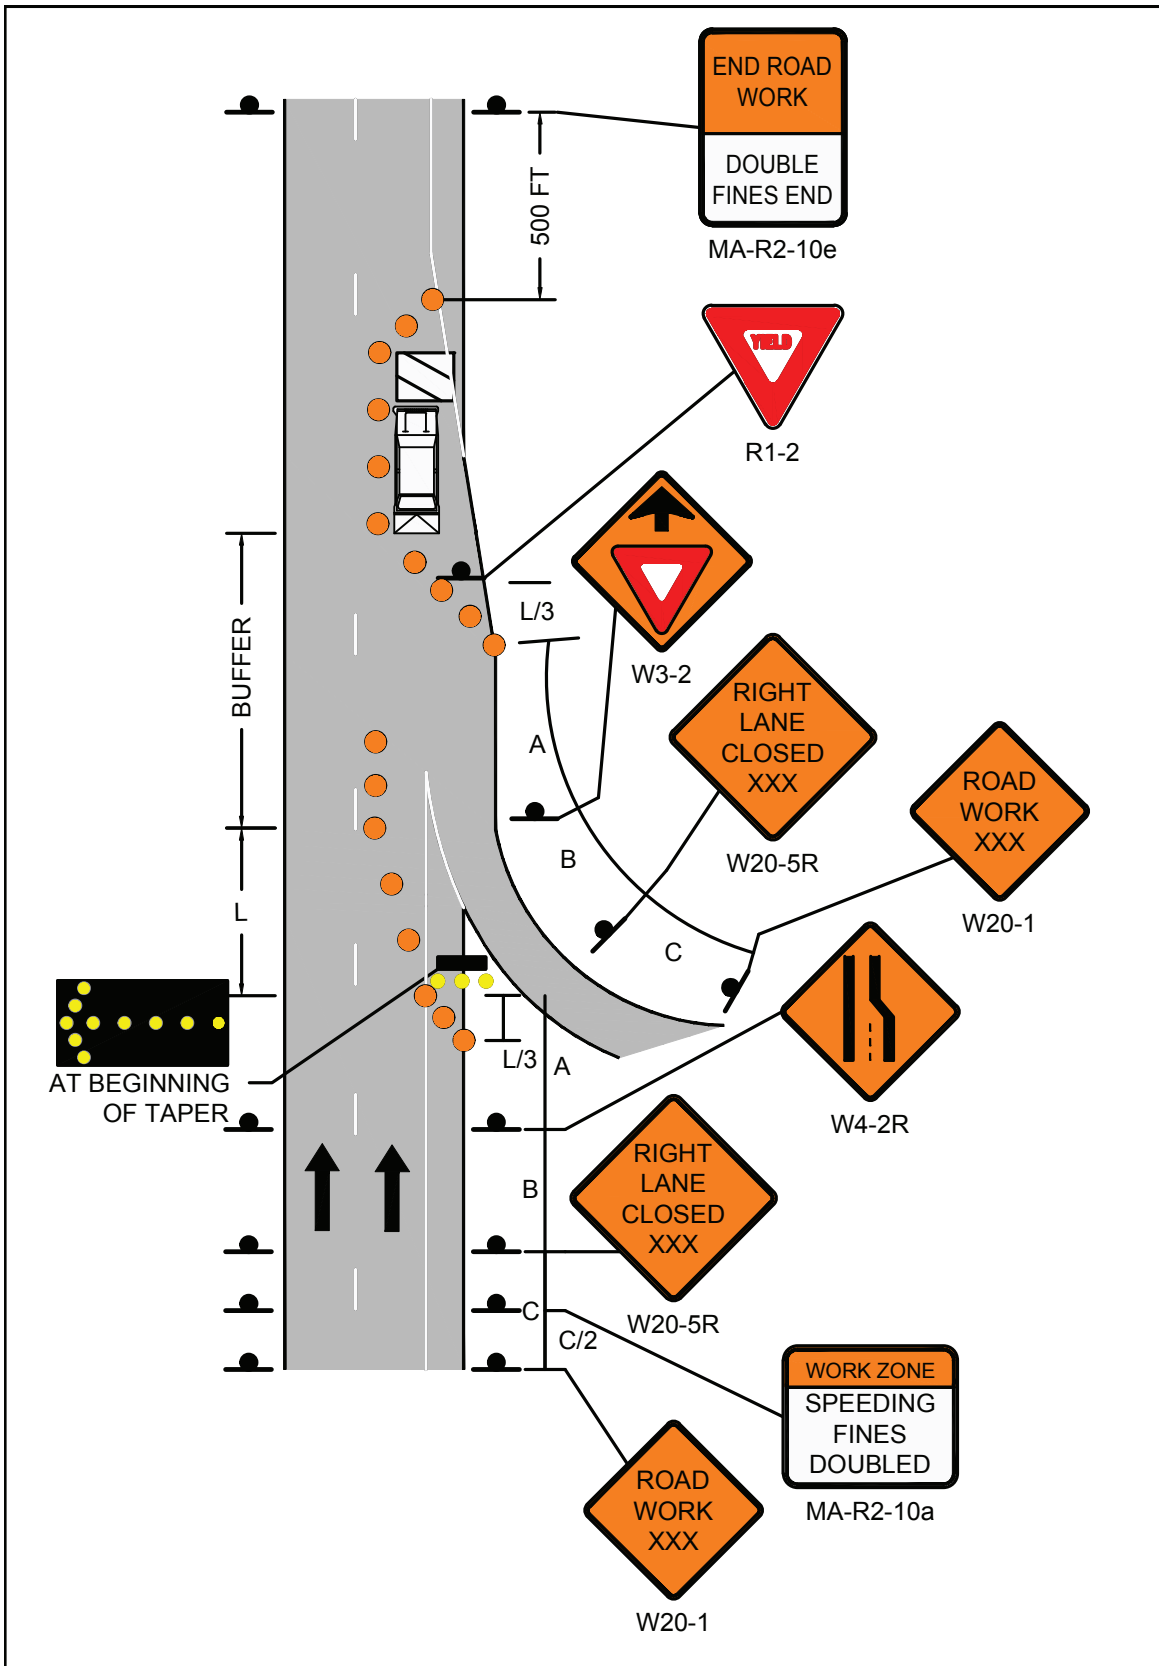 END ROAD
WORK
DOUBLE
FINES END
MA-R2-10e
500 FT
YIELD
R1-2
L/3
W3-2
BUFFER
A
RIGHT
LANE
CLOSED
XXX
W20-5R
ROAD
WORK
XXX
W20-1
B
L
C
AT BEGINNING
OF TAPER
L/3
A
W4-2R
B
RIGHT
LANE
CLOSED
XXX
W20-5R
C
C/2
WORK ZONE
SPEEDING
FINES
DOUBLED
MA-R2-10a
ROAD
WORK
XXX
W20-1